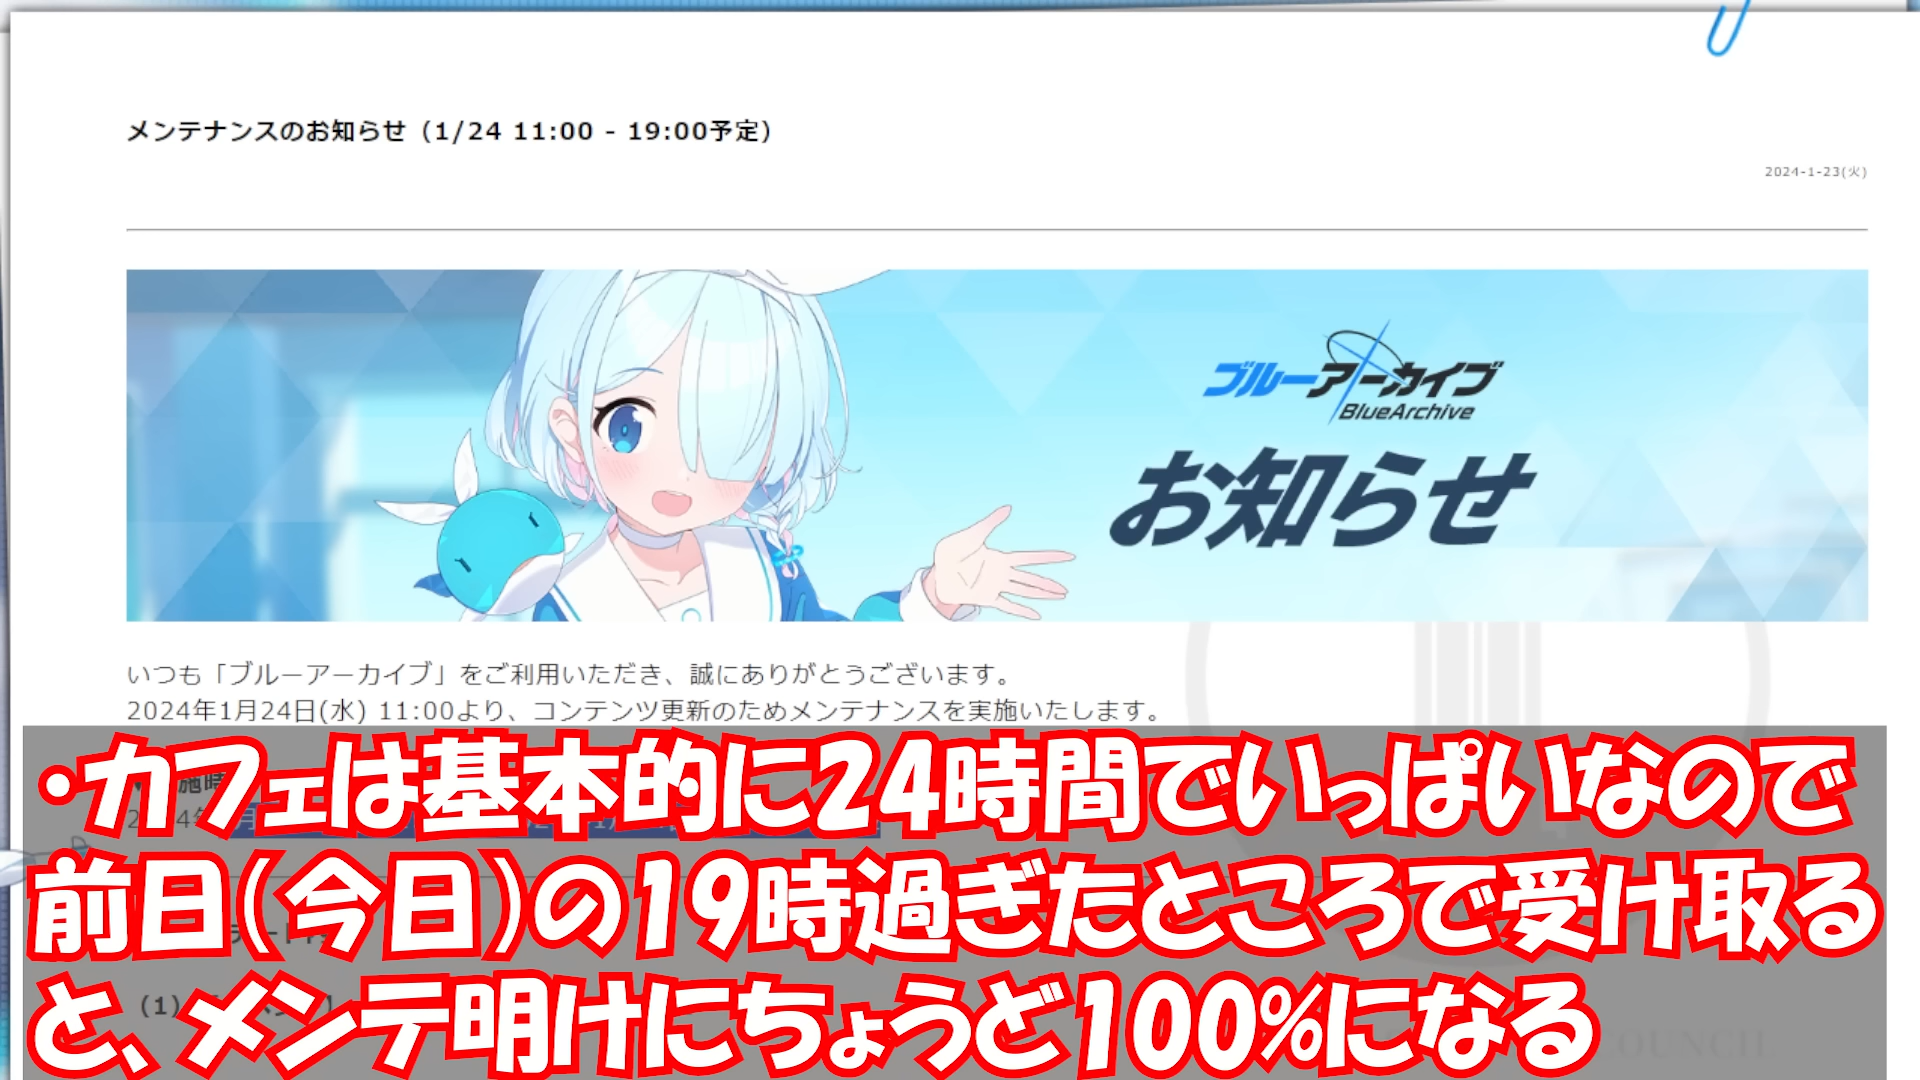 メンテナンスのお知らせ（1/24 11:00 - 19:00予定）
2024-1-23(火)
ブルーアーカイブ
BlueArchive
お知らせ
いつも「ブルーアーカイブ」をご利用いただき、誠にありがとうございます。
2024年1月24日(水) 11:00より、コンテンツ更新のためメンテナンスを実施いたします。
・カフェは基本的に24時間でいっぱいなので
前日（今日）の19時過ぎたところで受け取る
と、メンテ明けにちょうど100%になる
(1)